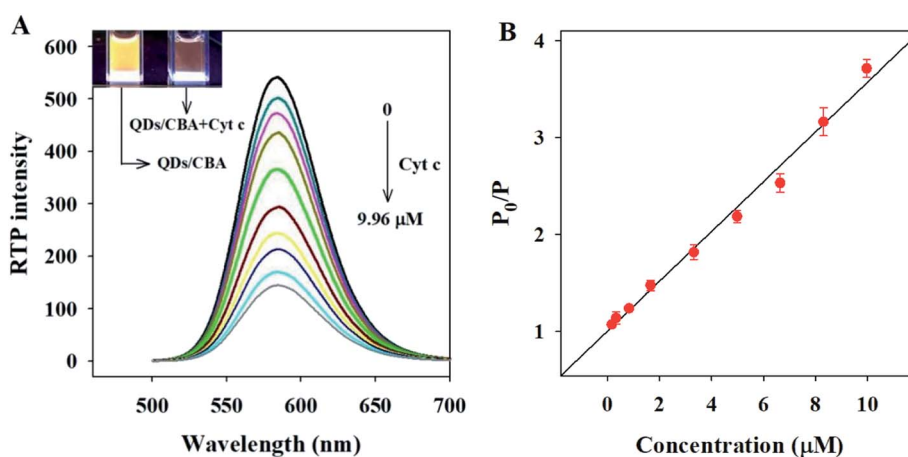 A
600
500
400
300
200
100
0
RTP intensity
500
550
600
650
700
Wavelength (nm)
QDs/CBA+Cyt c
QDs/CBA
0
Cyt c
9.96 μM
B
4
3
2
1
P₀/P
0
2
4
6
8
10
Concentration (μM)